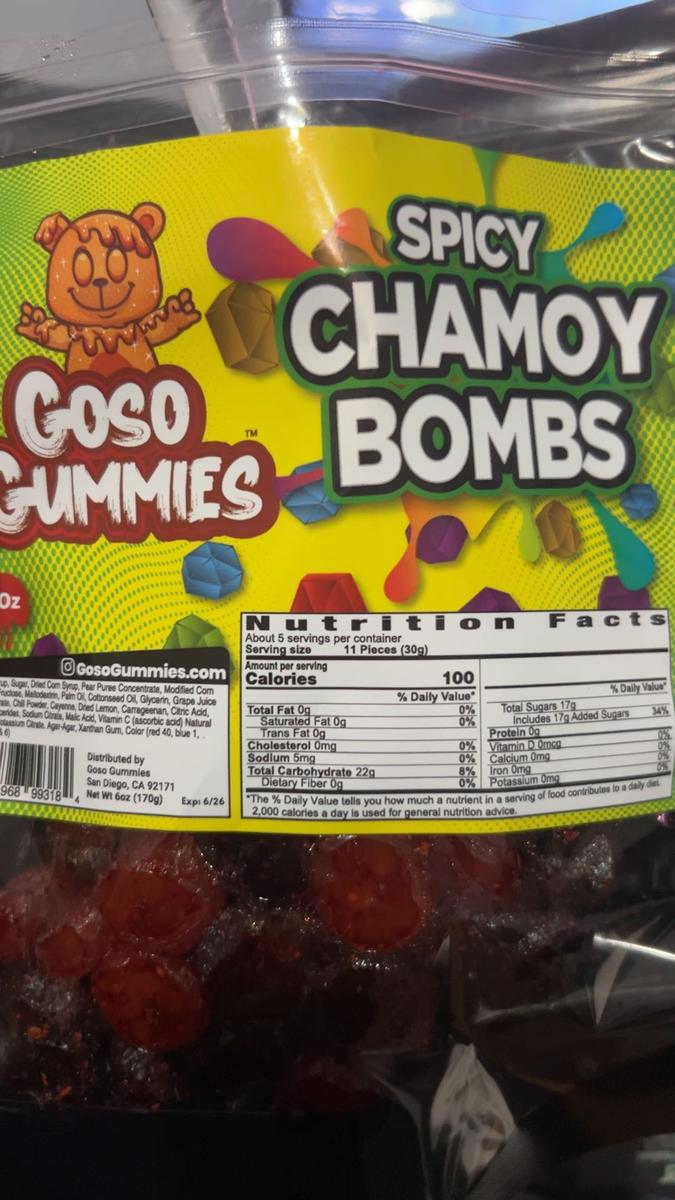 SPICY
CHAMOY
BOMBS
GOSO
GUMMIES
™
Oz
GosoGummies.com
up, Sugar, Dried Corn Syrup, Pear Puree Concentrate, Modified Corn
Fructose, Maltodextrin, Palm Oil, Cottonseed Oil, Glycerin, Grape Juice
rate, Chili Powder, Cayenne, Dried Lemon, Carrageenan, Citric Acid,
cerides, Sodium Citrate, Malic Acid, Vitamin C (ascorbic acid) Natural
otassium Citrate. Agar-Agar, Xanthan Gum, Color (red 40, blue 1, .
& 6)
968 99318 4
Distributed by
Goso Gummies
San Diego, CA 92171
Net Wt 6oz (170g) Exp: 6/26
Nutrition Facts
About 5 servings per container
Serving size 11 Pieces (30g)
Amount per serving
Calories 100
% Daily Value*
Total Fat 0g 0%
Saturated Fat 0g 0%
Trans Fat 0g
Cholesterol 0mg 0%
Sodium 5mg 0%
Total Carbohydrate 22g 8%
Dietary Fiber 0g 0%
% Daily Value*
Total Sugars 17g
Includes 17g Added Sugars 34%
Protein 0g 0%
Vitamin D 0mcg 0%
Calcium 0mg 0%
Iron 0mg 0%
Potassium 0mg 0%
*The % Daily Value tells you how much a nutrient in a serving of food contributes to a daily diet.
2,000 calories a day is used for general nutrition advice.